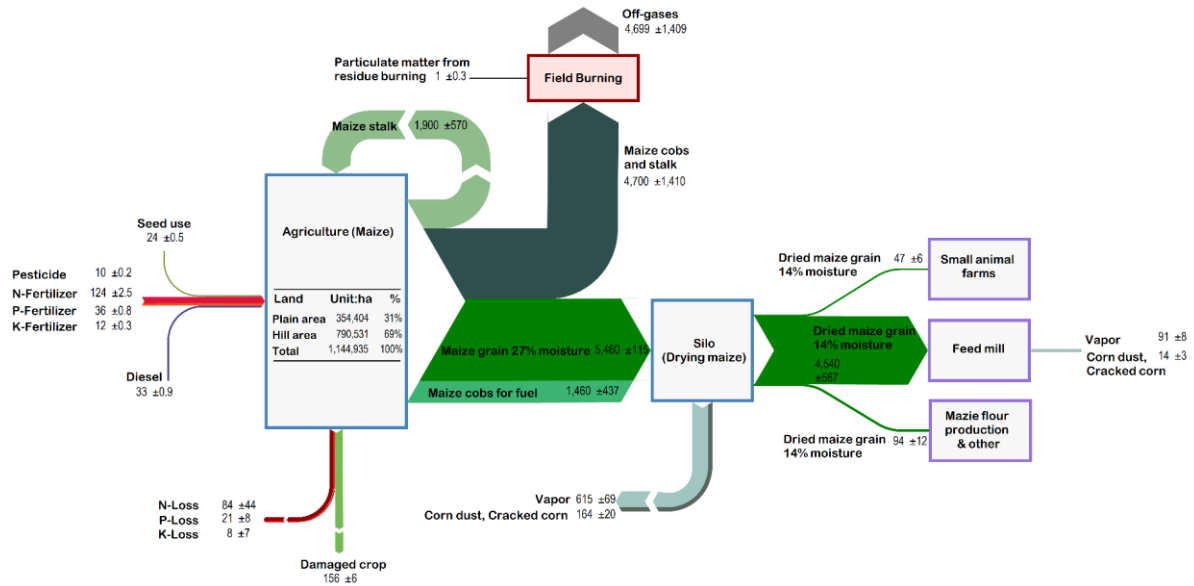 Off-gases
4,699 ±1,409
Particulate matter from
residue burning 1 ±0.3
Field Burning
Maize stalk 1,900 ±570
Maize cobs
and stalk
4,700 ±1,410
Seed use
24 ±0.5
Pesticide 10 ±0.2
N-Fertilizer 124 ±2.5
P-Fertilizer 36 ±0.8
K-Fertilizer 12 ±0.3
Diesel
33 ±0.9
Agriculture (Maize)
Land Unit:ha %
Plain area 354,404 31%
Hill area 790,531 69%
Total 1,144,935 100%
Maize grain 27% moisture 5,460 ±115
Maize cobs for fuel 1,460 ±437
Silo
(Drying maize)
Dried maize grain 47 ±6
14% moisture
Small animal
farms
Dried maize grain
14% moisture
4,540
±567
Feed mill
Vapor 91 ±8
Corn dust, 14 ±3
Cracked corn
Dried maize grain 94 ±12
14% moisture
Mazie flour
production
& other
Vapor 615 ±69
Corn dust, Cracked corn 164 ±20
N-Loss 84 ±44
P-Loss 21 ±8
K-Loss 8 ±7
Damaged crop
156 ±6